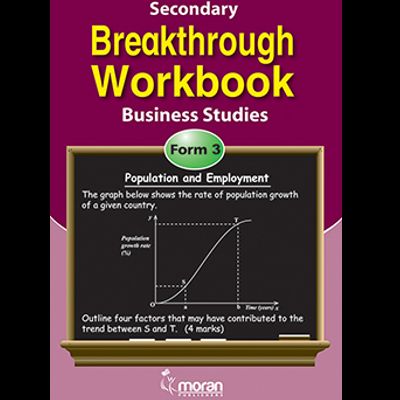 Secondary
Breakthrough
Workbook
Business Studies
Form 3
Population and Employment
The graph below shows the rate of population growth
of a given country.
y
T
Population
growth rate
(%)
S
O
a
b
Time (years)
x
Outline four factors that may have contributed to the
trend between S and T. (4 marks)
moran
PUBLISHERS